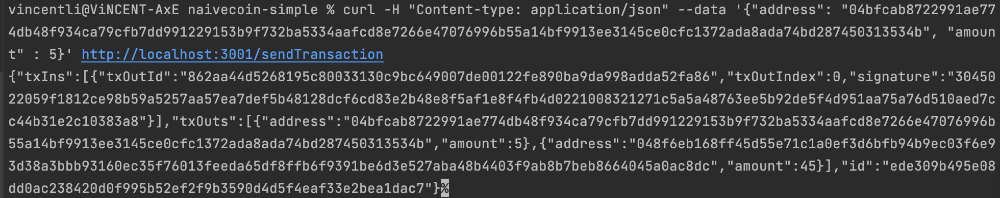 vincentli@ViNCENT-AxE naivecoin-simple % curl -H "Content-type: application/json" --data '{"address": "04bfcab8722991ae77
4db48f934ca79cfb7dd991229153b9f732ba5334aafcd8e7266e47076996b55a14bf9913ee3145ce0cfc1372ada8ada74bd287450313534b", "amoun
t" : 5}' http://localhost:3001/sendTransaction
{"txIns":[{"txOutId":"862aa44d5268195c80033130c9bc649007de00122fe890ba9da998adda52fa86","txOutIndex":0,"signature":"30450
22059f1812ce98b59a5257aa57ea7def5b48128dcf6cd83e2b48e8f5af1e8f4fb4d0221008321271c5a5a48763ee5b92de5f4d951aa75a76d510aed7c
c44b31e2c10383a8"}],"txOuts":[{"address":"04bfcab8722991ae774db48f934ca79cfb7dd991229153b9f732ba5334aafcd8e7266e47076996b
55a14bf9913ee3145ce0cfc1372ada8ada74bd287450313534b","amount":5},{"address":"048f6eb168ff45d55e71c1a0ef3d6bfb94b9ec03f6e9
3d38a3bbb93160ec35f76013feeda65df8ffb6f9391be6d3e527aba48b4403f9ab8b7beb8664045a0ac8dc","amount":45}],"id":"ede309b495e08
dd0ac238420d0f995b52ef2f9b3590d4d5f4eaf33e2bea1dac7"}%